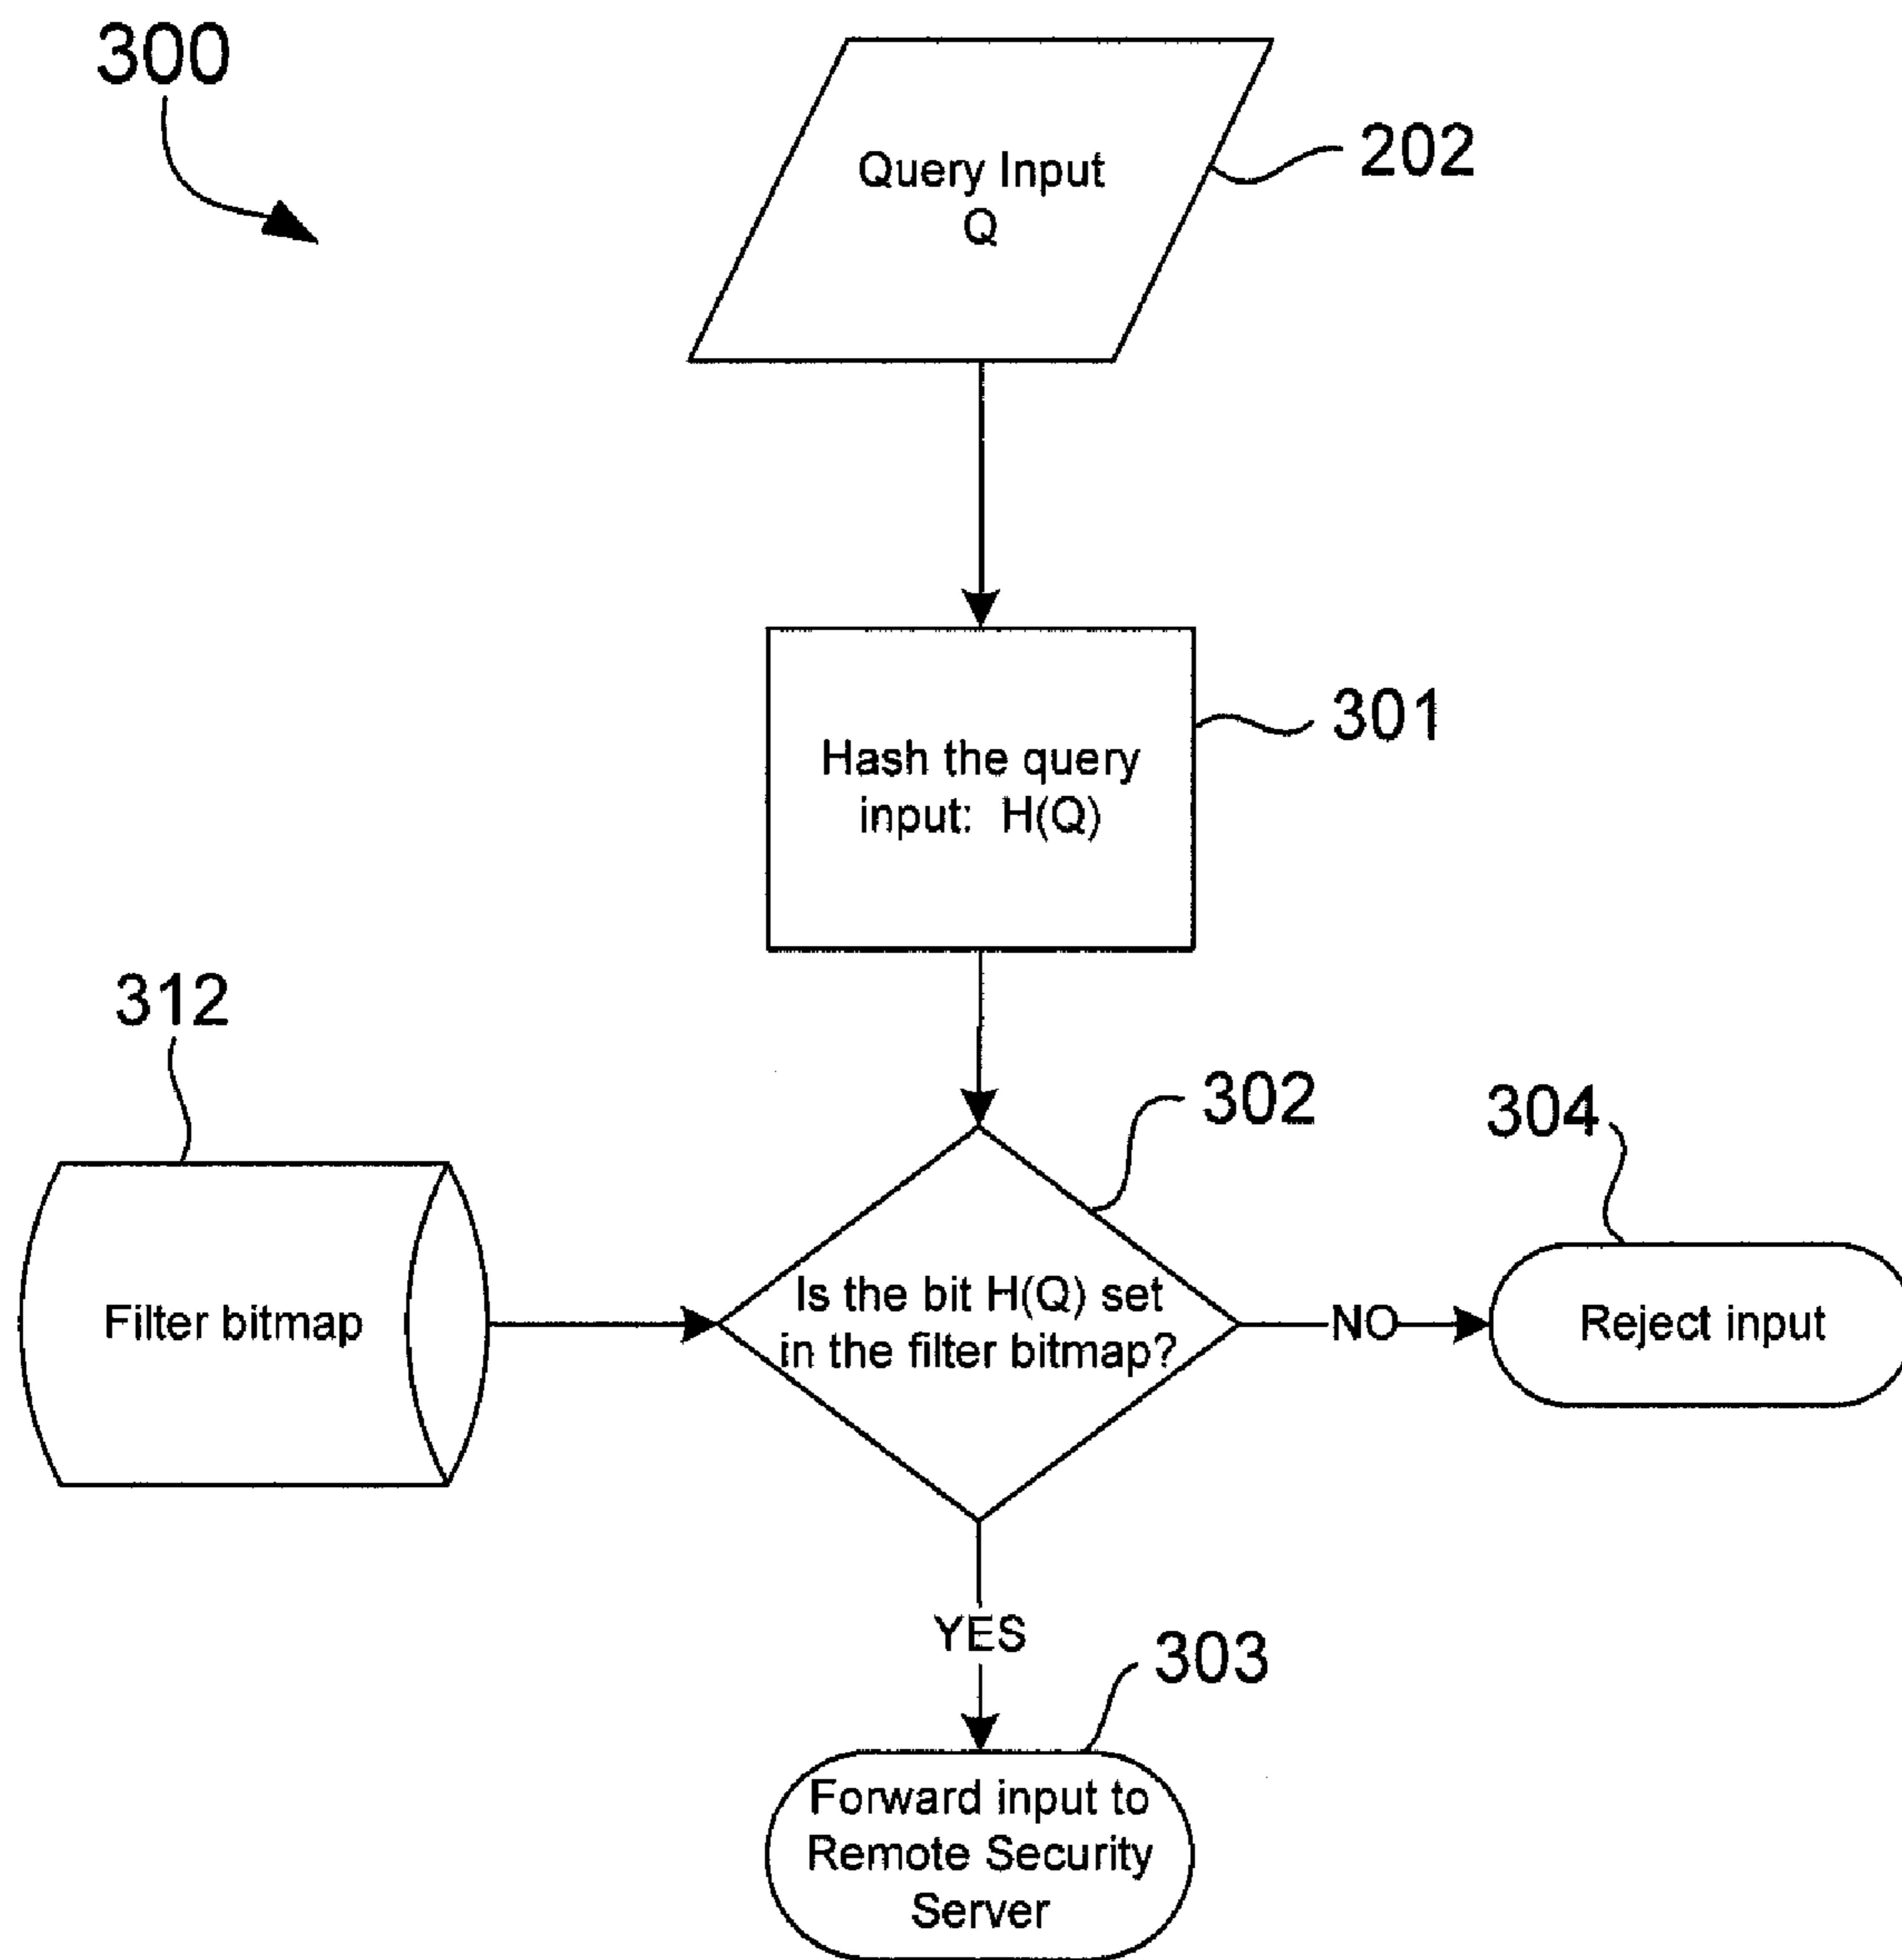 300
Query Input
Q
202
Hash the query
input: H(Q)
301
312
302
304
Filter bitmap
Is the bit H(Q) set
in the filter bitmap?
NO
Reject input
YES
303
Forward input to
Remote Security
Server